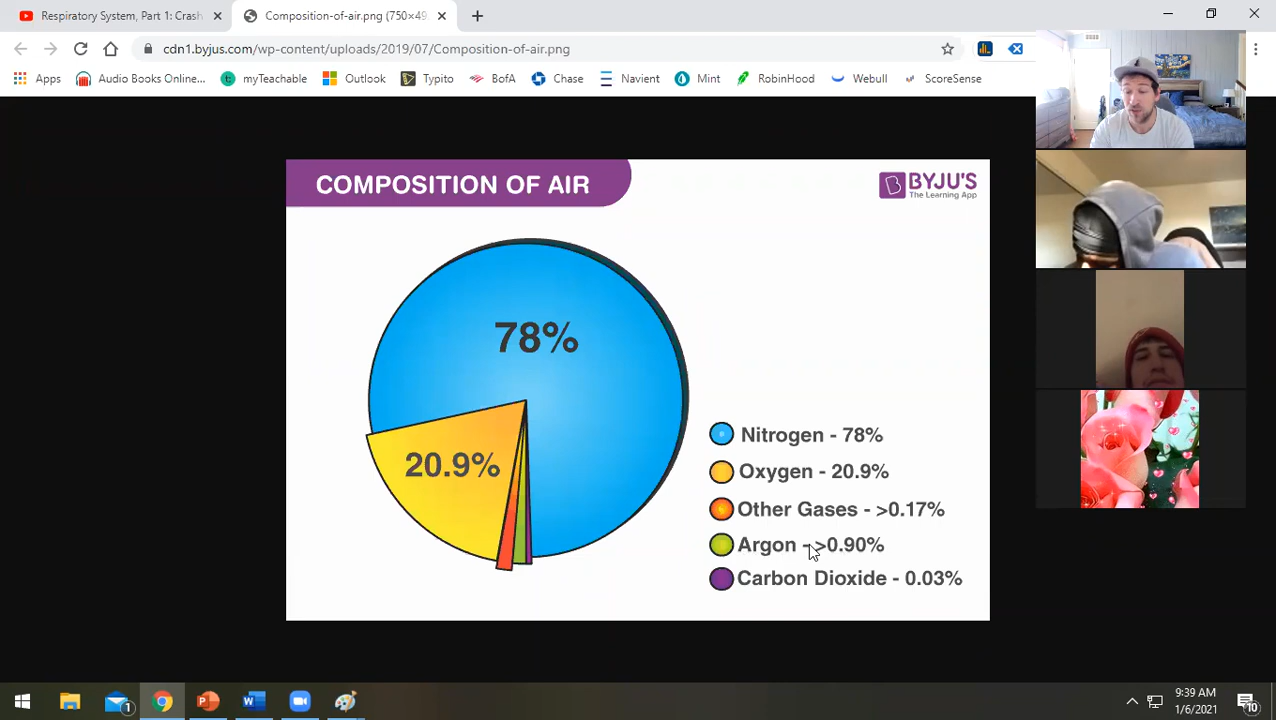 Respiratory System, Part 1: Crash
Composition-of-air.png (750×49
cdn1.byjus.com/wp-content/uploads/2019/07/Composition-of-air.png
Apps
Audio Books Online...
myTeachable
Outlook
Typito
BofA
Chase
Navient
Mint
RobinHood
Webull
ScoreSense
COMPOSITION OF AIR
BYJU'S
The Learning App
78%
20.9%
Nitrogen - 78%
Oxygen - 20.9%
Other Gases - >0.17%
Argon - >0.90%
Carbon Dioxide - 0.03%
9:39 AM
1/6/2021
1
10